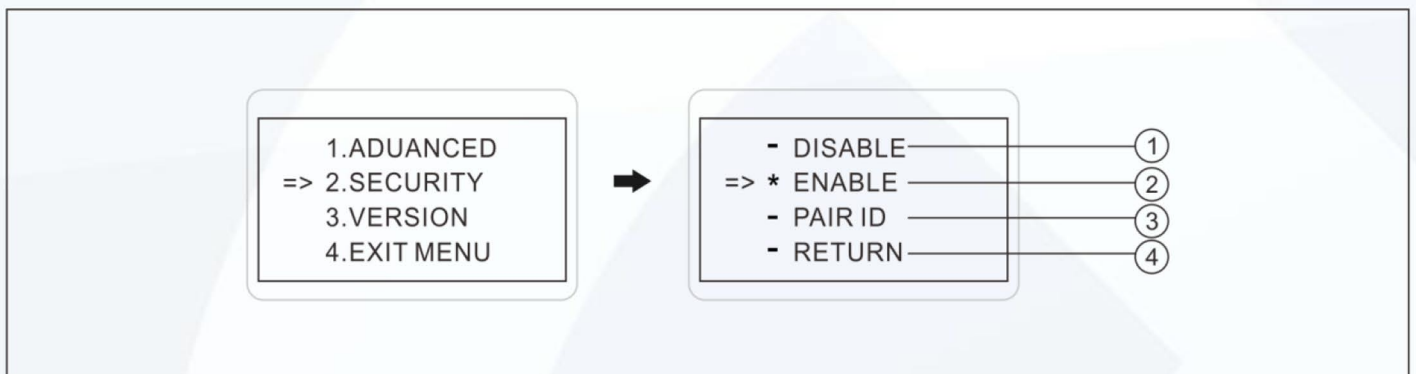 1.ADUANCED
=> 2.SECURITY
3.VERSION
4.EXIT MENU
- DISABLE ①
=> * ENABLE ②
- PAIR ID ③
- RETURN ④